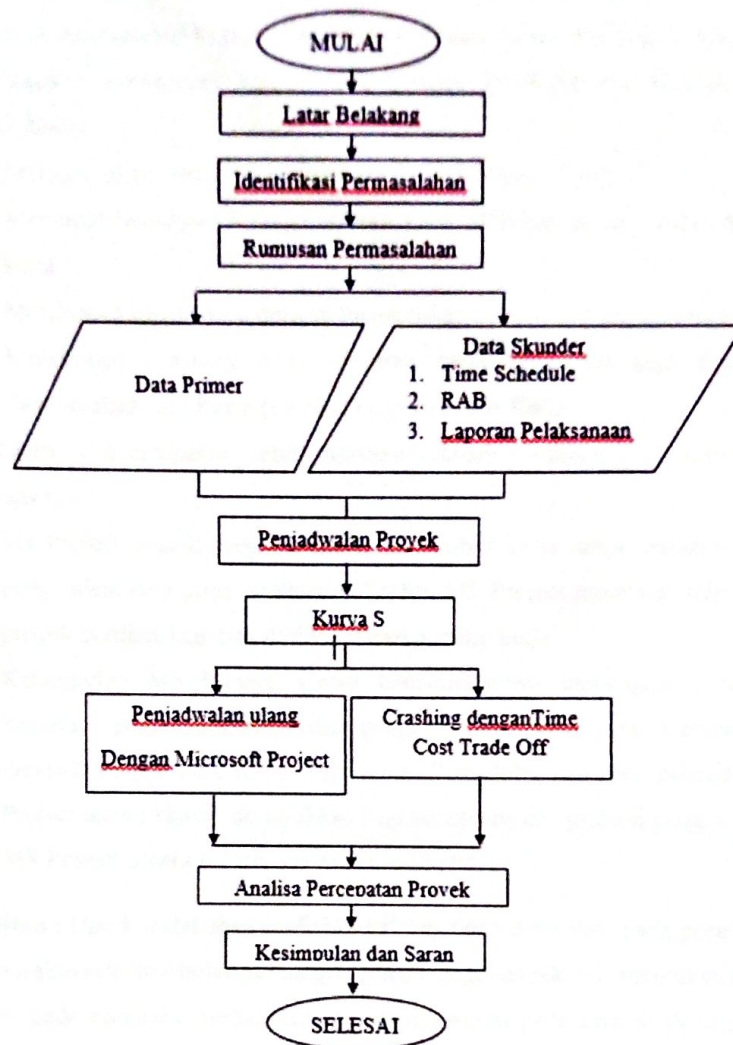 MULAI
Latar Belakang
Identifikasi Permasalahan
Rumusan Permasalahan
Data Primer
Data Skunder
1. Time Schedule
2. RAB
3. Laporan Pelaksanaan
Penjadwalan Proyek
Kurva S
Penjadwalan ulang
Dengan Microsoft Project
Crashing denganTime
Cost Trade Off
Analisa Percepatan Proyek
Kesimpulan dan Saran
SELESAI